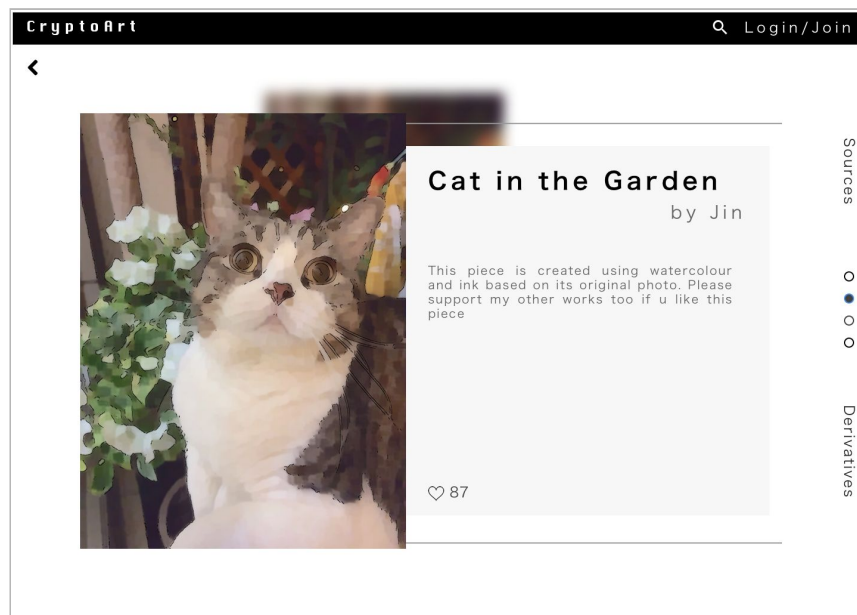 CryptoArt
Login/Join
Cat in the Garden
by Jin
This piece is created using watercolour
and ink based on its original photo. Please
support my other works too if u like this
piece
87
Sources
Derivatives